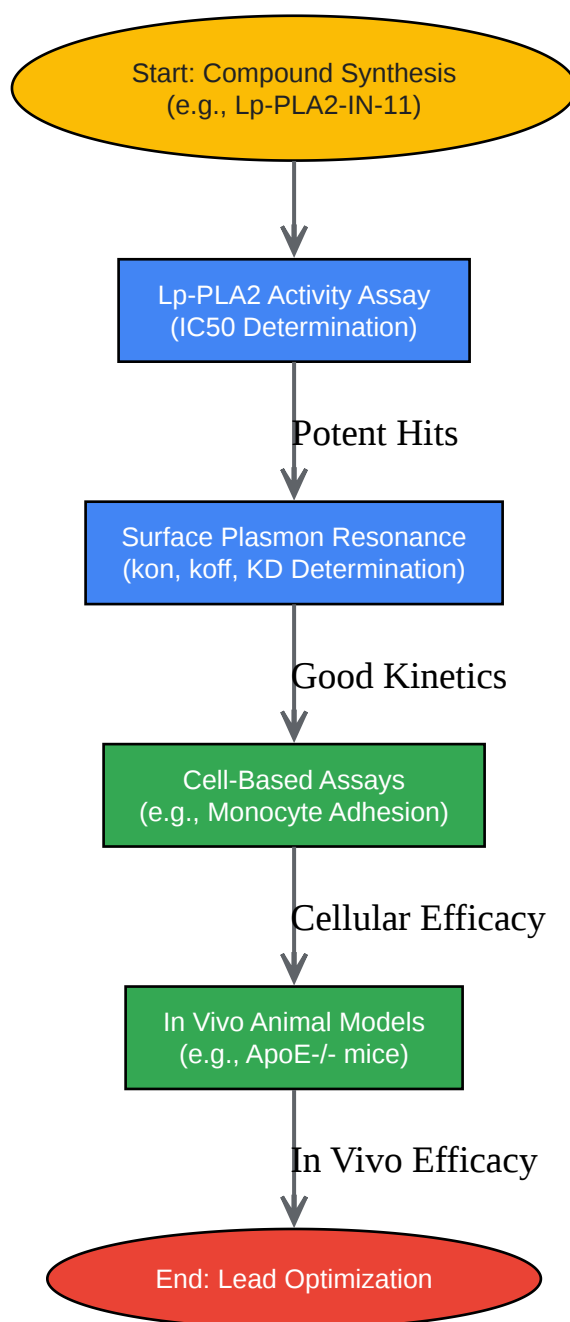 Start: Compound Synthesis
(e.g., Lp-PLA2-IN-11)
Lp-PLA2 Activity Assay
(IC50 Determination)
Potent Hits
Surface Plasmon Resonance
(kon, koff, KD Determination)
Good Kinetics
Cell-Based Assays
(e.g., Monocyte Adhesion)
Cellular Efficacy
In Vivo Animal Models
(e.g., ApoE-/- mice)
In Vivo Efficacy
End: Lead Optimization